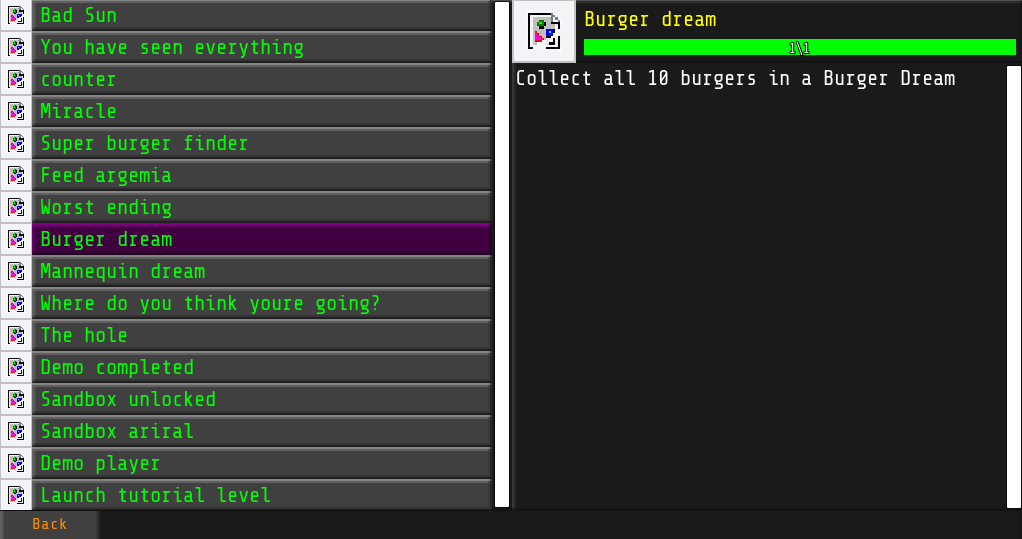 Bad Sun
You have seen everything
counter
Miracle
Super burger finder
Feed argemia
Worst ending
Burger dream
Mannequin dream
Where do you think youre going?
The hole
Demo completed
Sandbox unlocked
Sandbox ariral
Demo player
Launch tutorial level
Back
Burger dream
1\1
Collect all 10 burgers in a Burger Dream